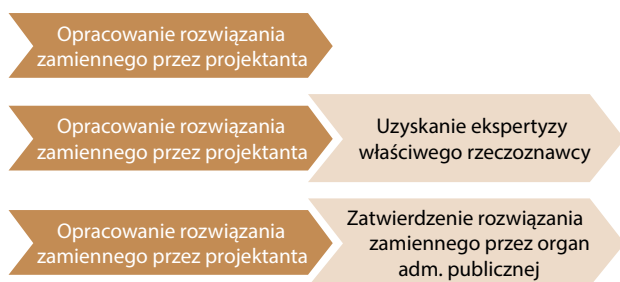 Opracowanie rozwiązania
zamiennego przez projektanta
Opracowanie rozwiązania
zamiennego przez projektanta
Uzyskanie ekspertyzy
właściwego rzeczoznawcy
Opracowanie rozwiązania
zamiennego przez projektanta
Zatwierdzenie rozwiązania
zamiennego przez organ
adm. publicznej